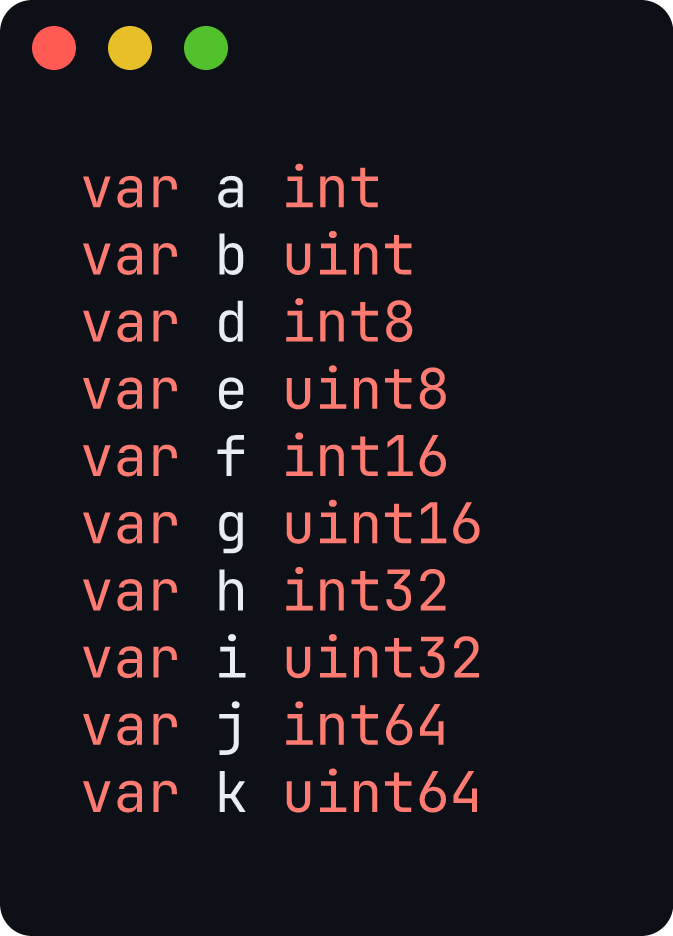 var a int
var b uint
var d int8
var e uint8
var f int16
var g uint16
var h int32
var i uint32
var j int64
var k uint64